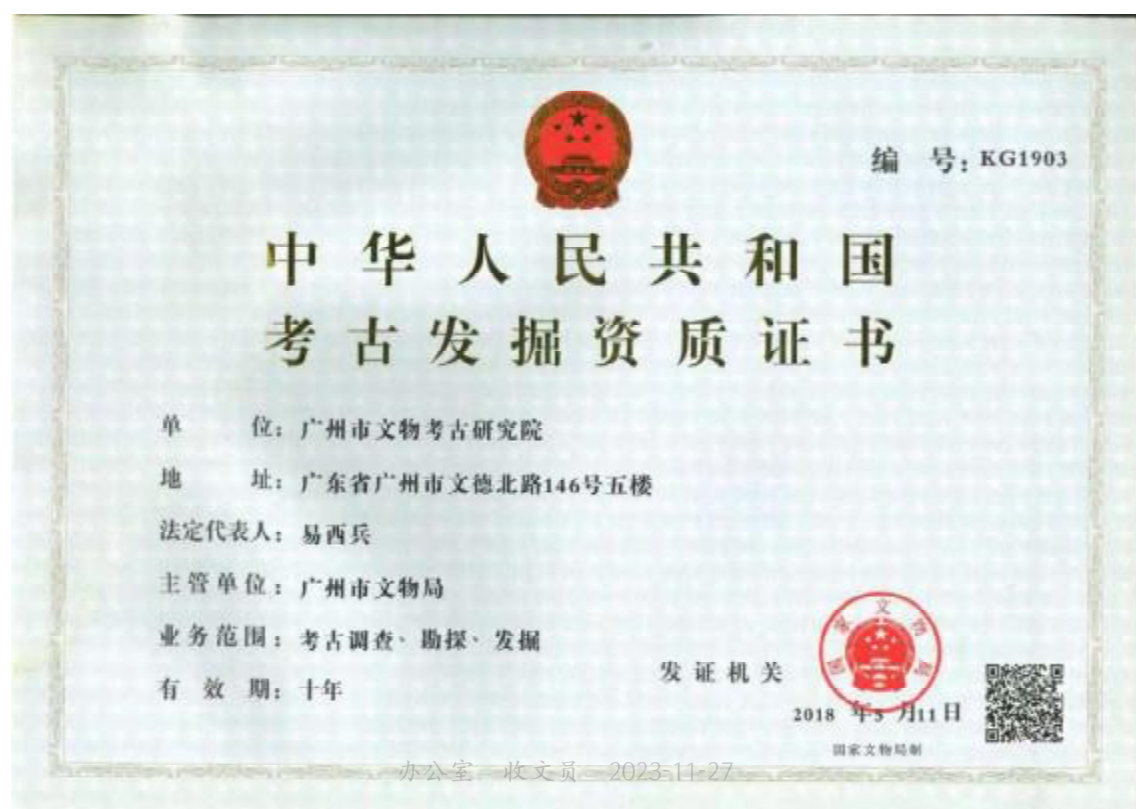 编 号：KG1903
中华人民共和国
考古发掘资质证书
单 位：广州市文物考古研究院
地 址：广东省广州市文德北路146号五楼
法定代表人：易西兵
主管单位：广州市文物局
业务范围：考古调查、勘探、发掘
有 效 期：十年
发证机关
国家文物局
2018 年5 月11日
国家文物局制
办公室 收文员 2023-11-27